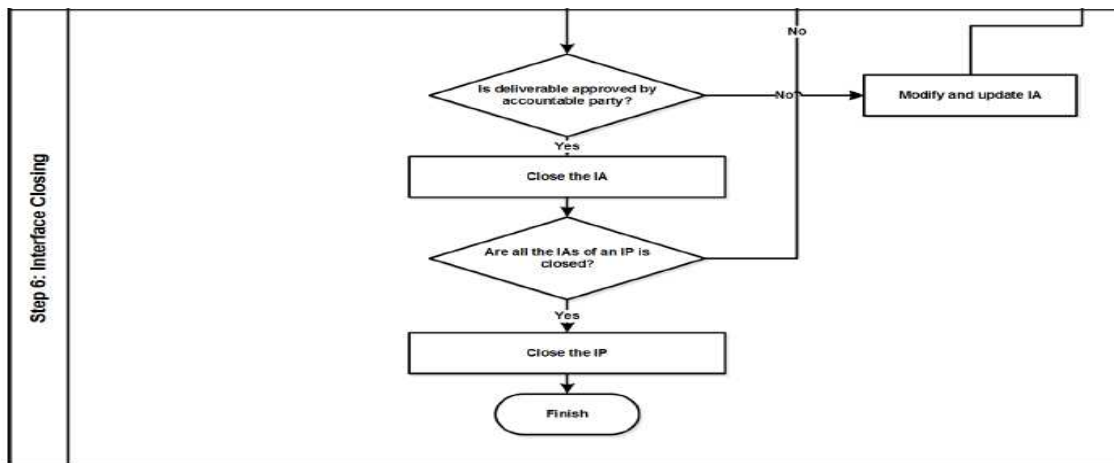 No
Is deliverable approved by
accountable party?
No
Modify and update IA
Yes
Close the IA
Step 6: Interface Closing
Are all the IAs of an IP is
closed?
Yes
Close the IP
Finish